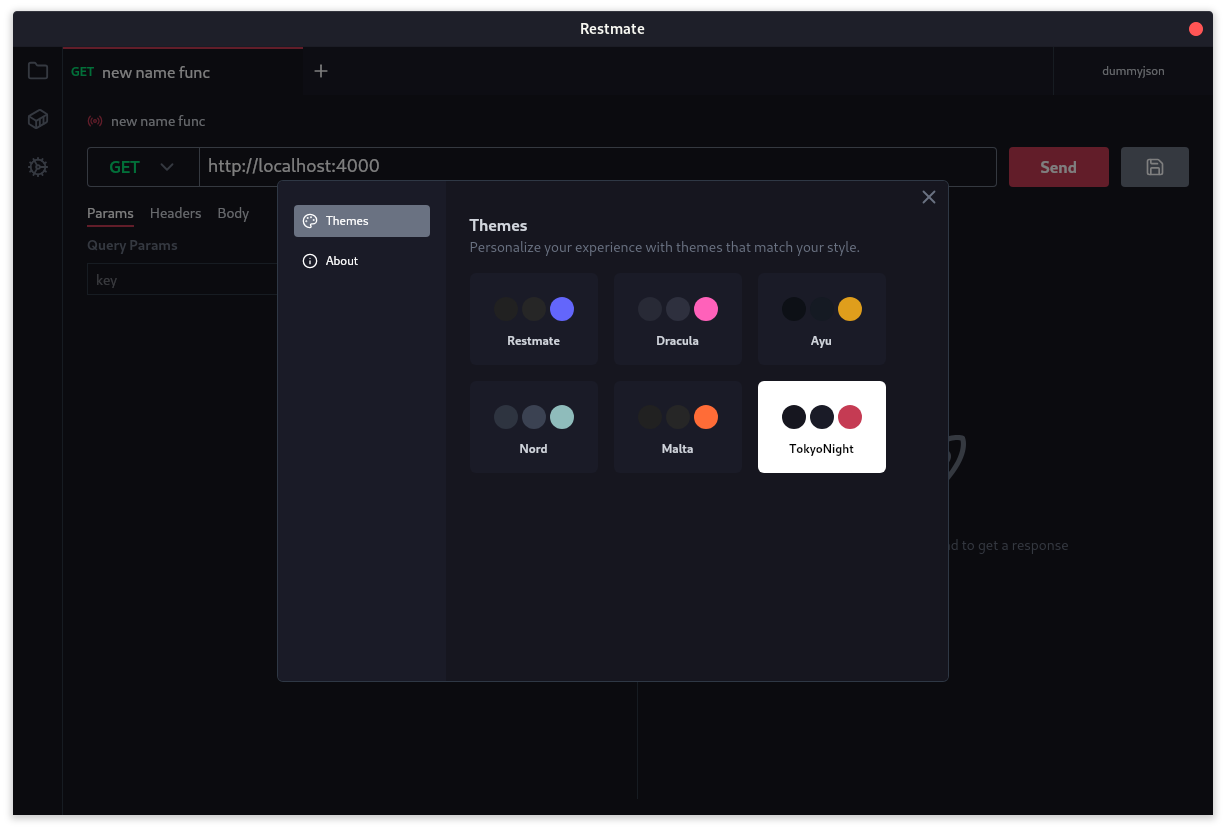 Restmate
GET new name func
dummyjson
new name func
GET
http://localhost:4000
Send
Params Headers Body
Query Params
key
Themes
About
Themes
Personalize your experience with themes that match your style.
Restmate
Dracula
Ayu
Nord
Malta
TokyoNight
to get a response